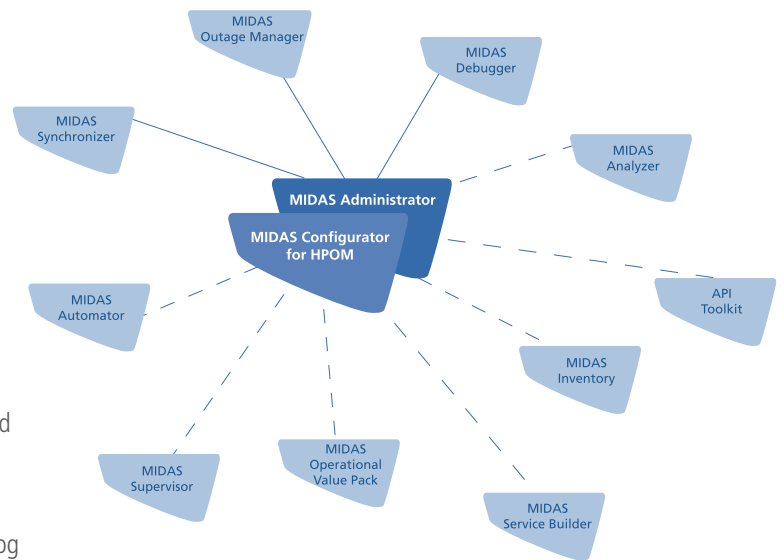 MIDAS
Outage Manager
MIDAS
Debugger
MIDAS
Synchronizer
MIDAS
Analyzer
MIDAS Administrator
MIDAS Configurator
for HPOM
API
Toolkit
MIDAS
Automator
MIDAS
Inventory
d
MIDAS
Supervisor
MIDAS
Operational
Value Pack
MIDAS
Service Builder
og